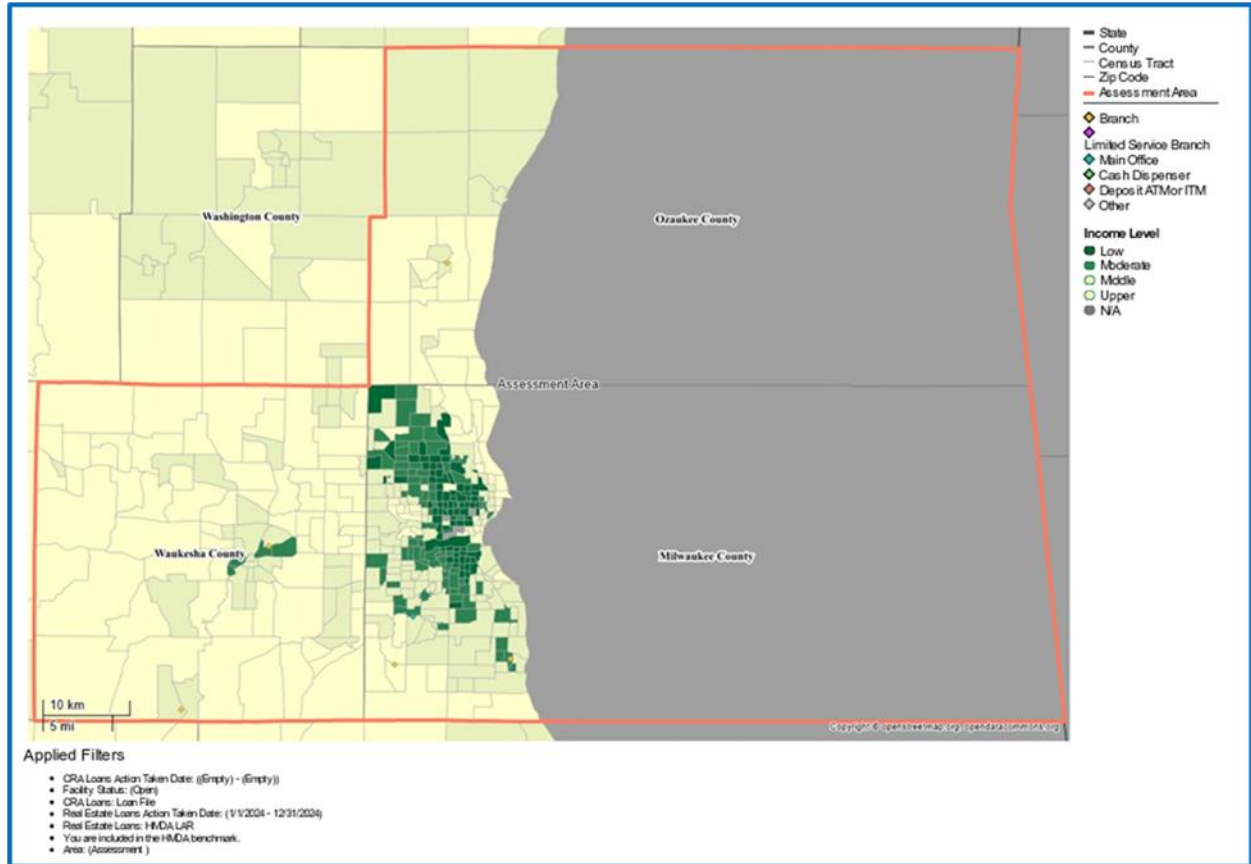 State
County
Census Tract
Zip Code
Assessment Area
Branch
Limited Service Branch
Main Office
Cash Dispenser
Deposit ATMor ITM
Other
Income Level
Low
Moderate
Middle
Upper
N/A
Washington County
Ozaukee County
Assessment Area
Waukesha County
Milwaukee County
10 km
5 mi
Copyright © openstreetmap.org/opendatacommons.org
Applied Filters
• CRA Loans Action Taken Date: ((Empty) - (Empty))
• Facility Status: (Open)
• CRA Loans: Loan File
• Real Estate Loans Action Taken Date: (1/1/2024 - 12/31/2024)
• Real Estate Loans: HMDA LAR
• You are included in the HMDA benchmark.
• Area: (Assessment )